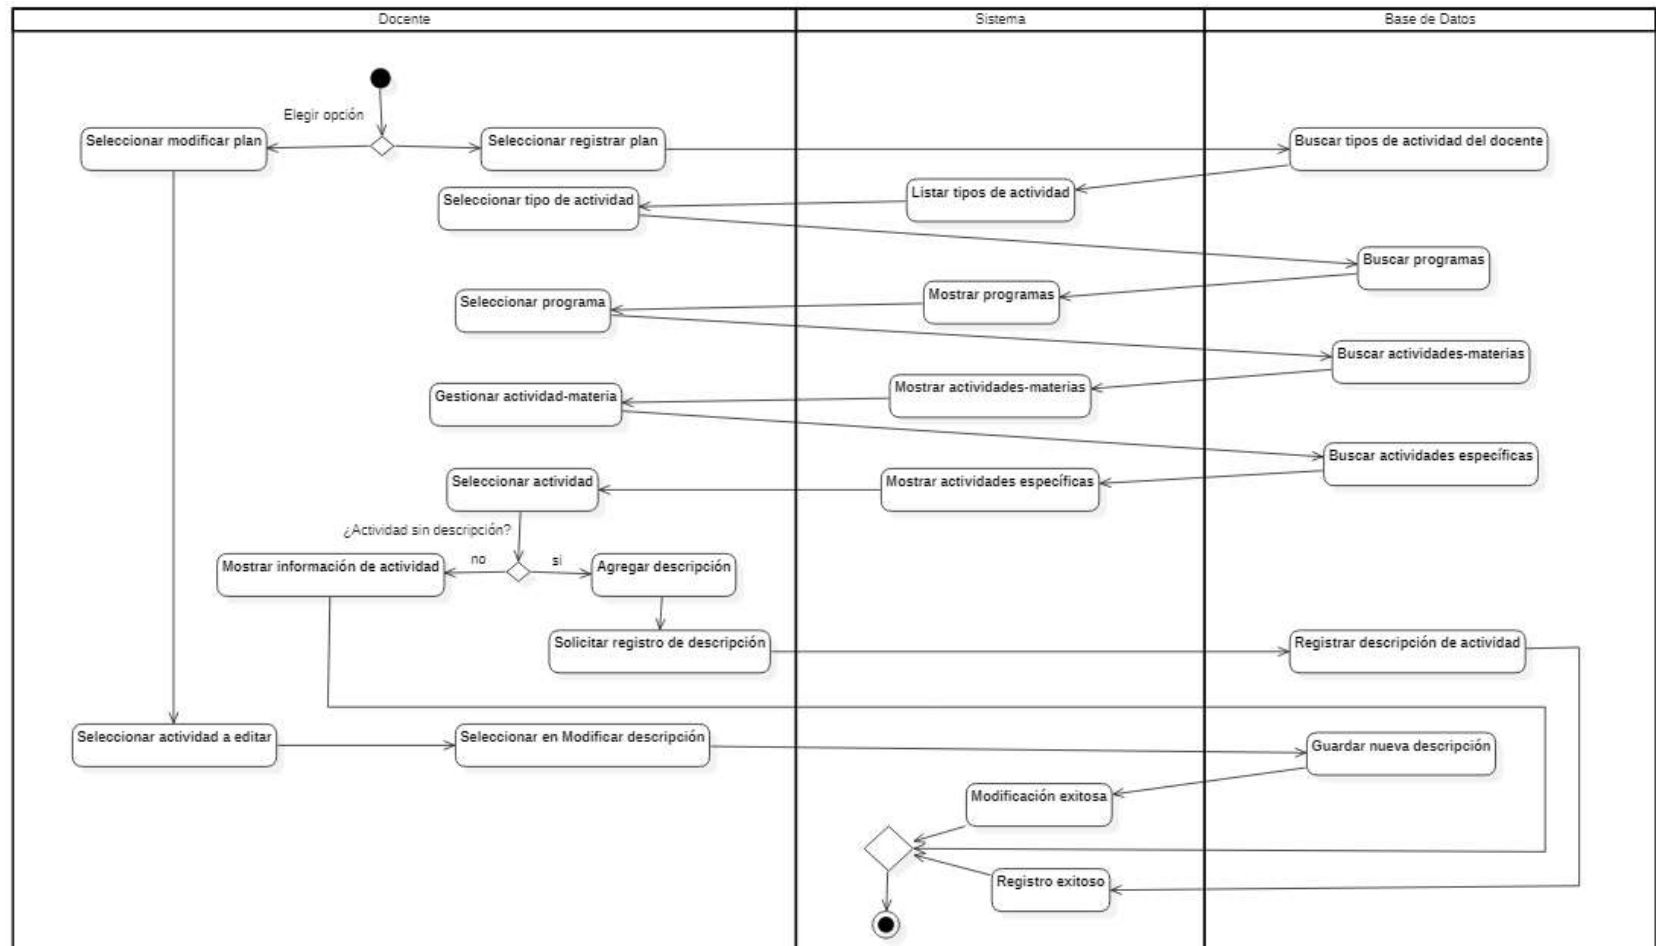 Docente
Sistema
Base de Datos
Elegir opción
Seleccionar modificar plan
Seleccionar registrar plan
Buscar tipos de actividad del docente
Listar tipos de actividad
Seleccionar tipo de actividad
Buscar programas
Mostrar programas
Seleccionar programa
Buscar actividades-materias
Mostrar actividades-materias
Gestionar actividad-materia
Buscar actividades específicas
Mostrar actividades específicas
Seleccionar actividad
¿Actividad sin descripción?
no
si
Mostrar información de actividad
Agregar descripción
Solicitar registro de descripción
Registrar descripción de actividad
Seleccionar actividad a editar
Seleccionar en Modificar descripción
Guardar nueva descripción
Modificación exitosa
Registro exitoso